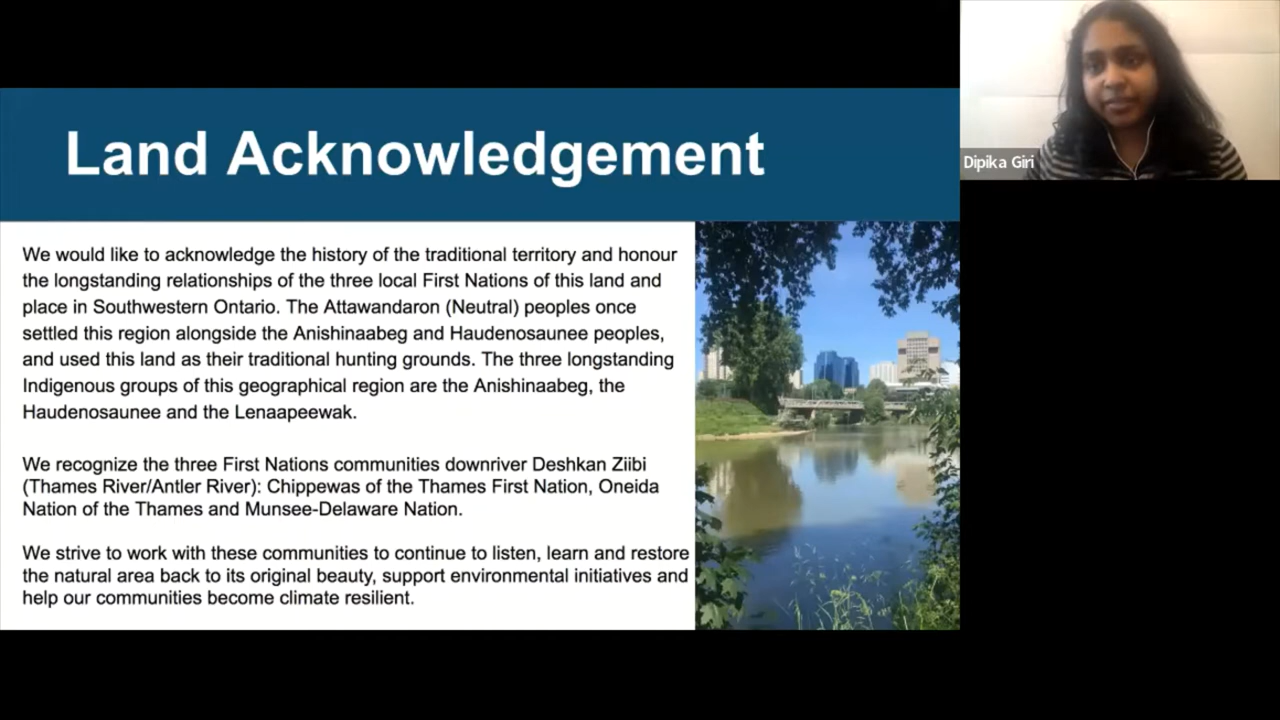 Land Acknowledgement
We would like to acknowledge the history of the traditional territory and honour
the longstanding relationships of the three local First Nations of this land and
place in Southwestern Ontario. The Attawandaron (Neutral) peoples once
settled this region alongside the Anishinaabeg and Haudenosaunee peoples,
and used this land as their traditional hunting grounds. The three longstanding
Indigenous groups of this geographical region are the Anishinaabeg, the
Haudenosaunee and the Lenaapeewak.
We recognize the three First Nations communities downriver Deshkan Ziibi
(Thames River/Antler River): Chippewas of the Thames First Nation, Oneida
Nation of the Thames and Munsee-Delaware Nation.
We strive to work with these communities to continue to listen, learn and restore
the natural area back to its original beauty, support environmental initiatives and
help our communities become climate resilient.
Dipika Giri